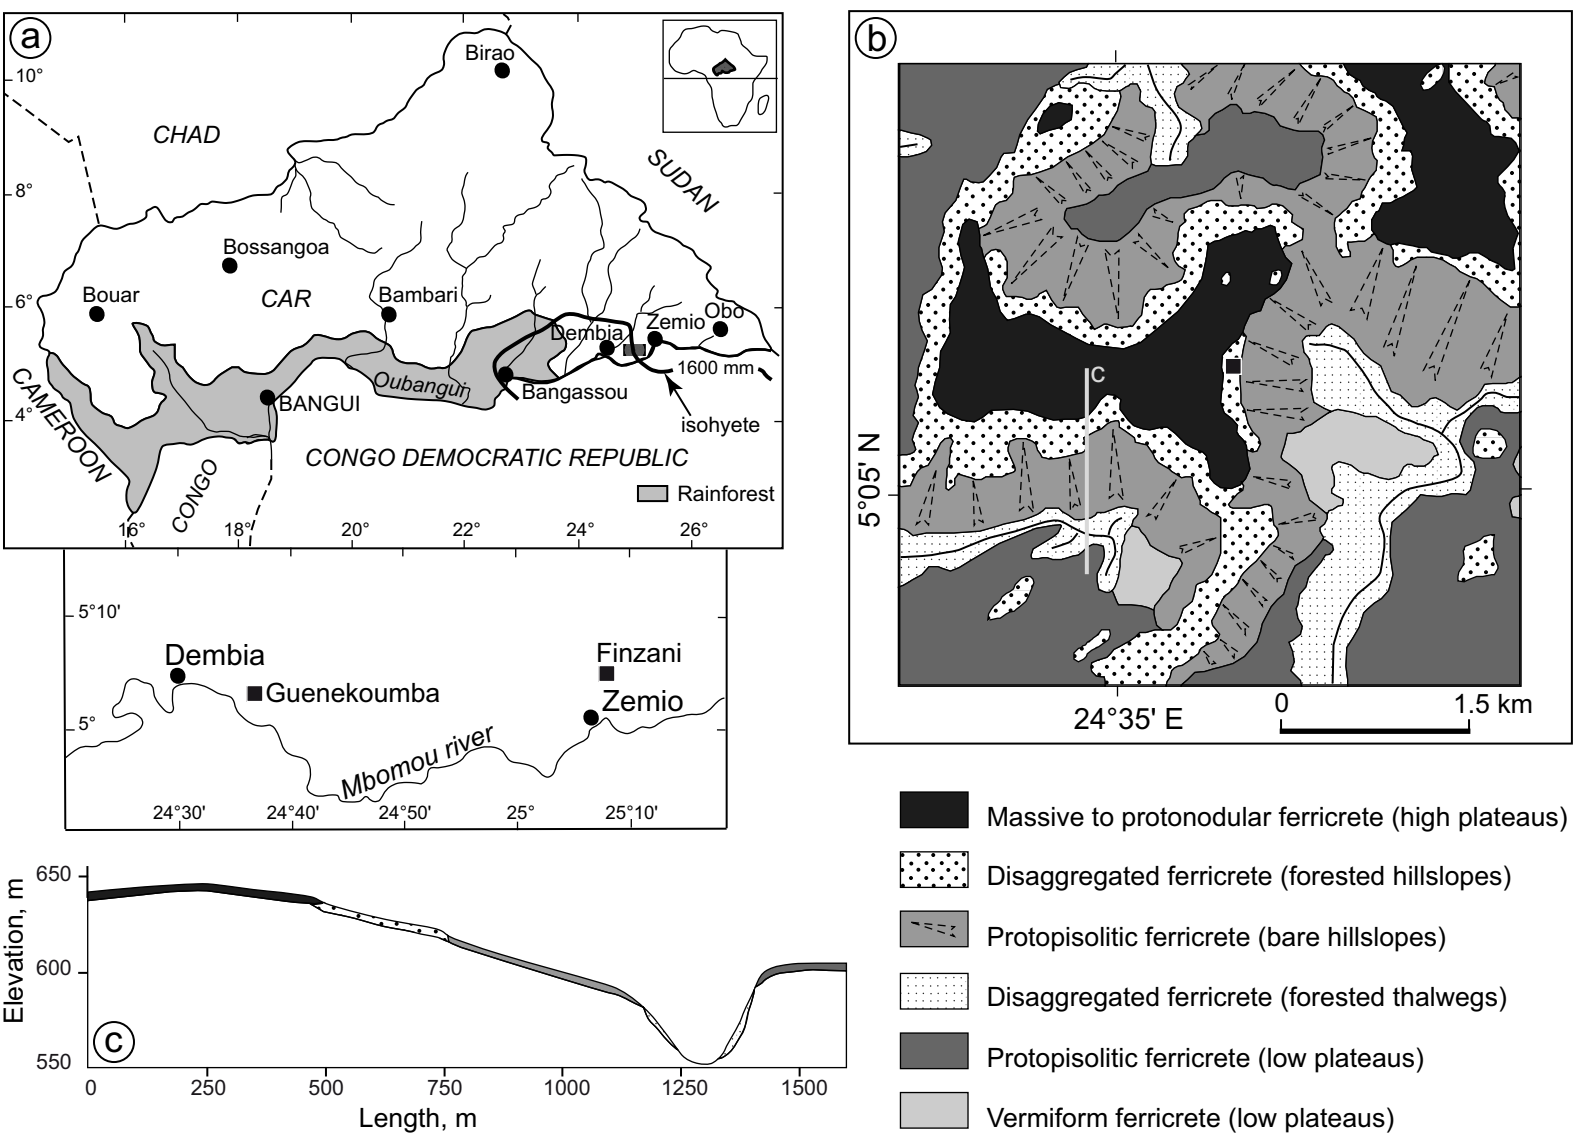 a
Birao
10°
CHAD
SUDAN
8°
Bossangoa
Bouar
CAR
Bambari
6°
Dembia
Zemio
Obo
1600 mm
Oubangui
Bangassou
BANGUI
4°
isohyete
CAMEROON
CONGO
CONGO DEMOCRATIC REPUBLIC
Rainforest
16° 18° 20° 22° 24° 26°
5°10'
Dembia
Finzani
Guenekoumba
Zemio
5°
Mbomou river
24°30' 24°40' 24°50' 25° 25°10'
b
c
5°05' N
24°35' E
0 1.5 km
Massive to protonodular ferricrete (high plateaus)
Disaggregated ferricrete (forested hillslopes)
Protopisolitic ferricrete (bare hillslopes)
Disaggregated ferricrete (forested thalwegs)
Protopisolitic ferricrete (low plateaus)
Vermiform ferricrete (low plateaus)
650
600
550
Elevation, m
c
0 250 500 750 1000 1250 1500
Length, m